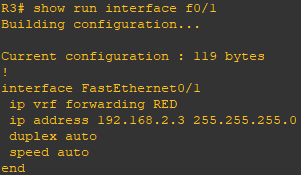 R3# show run interface f0/1
Building configuration...
Current configuration : 119 bytes
!
interface FastEthernet0/1
 ip vrf forwarding RED
 ip address 192.168.2.3 255.255.255.0
 duplex auto
 speed auto
end